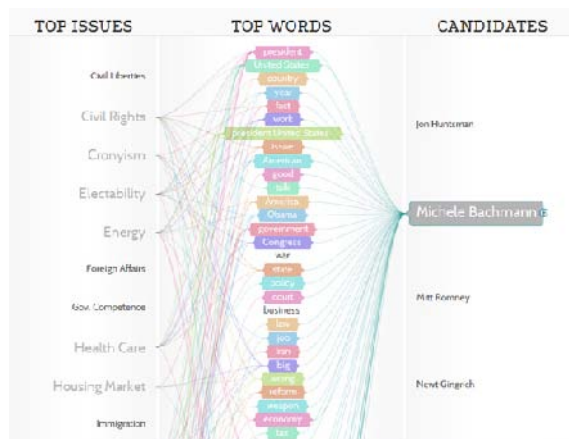 TOP ISSUES
TOP WORDS
CANDIDATES
Civil Liberties
Civil Rights
Cronyism
Electability
Energy
Foreign Affairs
Gov. Competence
Health Care
Housing Market
Immigration
president
United States
country
year
fact
work
president United States
issue
American
good
talk
America
Obama
government
Congress
war
state
policy
court
business
law
job
iran
big
wrong
reform
weapon
economy
tax
Jon Huntsman
Michele Bachmann
Mitt Romney
Newt Gingrich